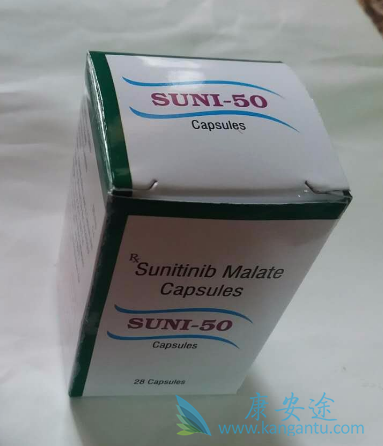 SUNI-50
Capsules
Rx Sunitinib Malate
Capsules
SUNI-50
Capsules
28 Capsules
康安途
www.kangantu.com